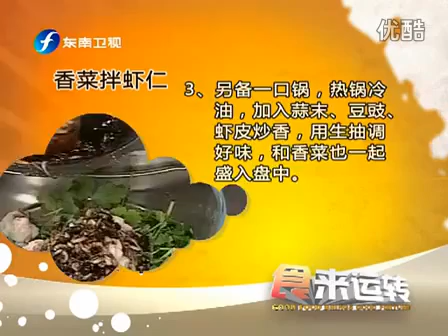 东南卫视
优酷
香菜拌虾仁
3、另备一口锅，热锅冷
油，加入蒜末、豆豉、
虾皮炒香，用生抽调
好味，和香菜也一起
盛入盘中。
食来运转